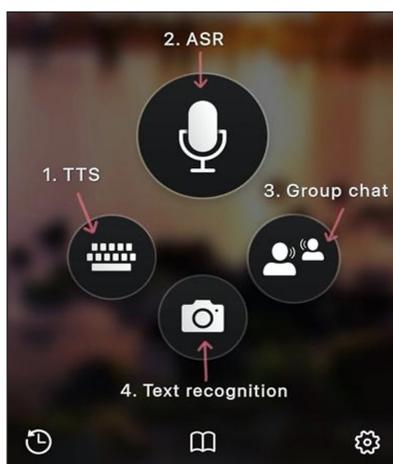 2. ASR
1. TTS
3. Group chat
4. Text recognition